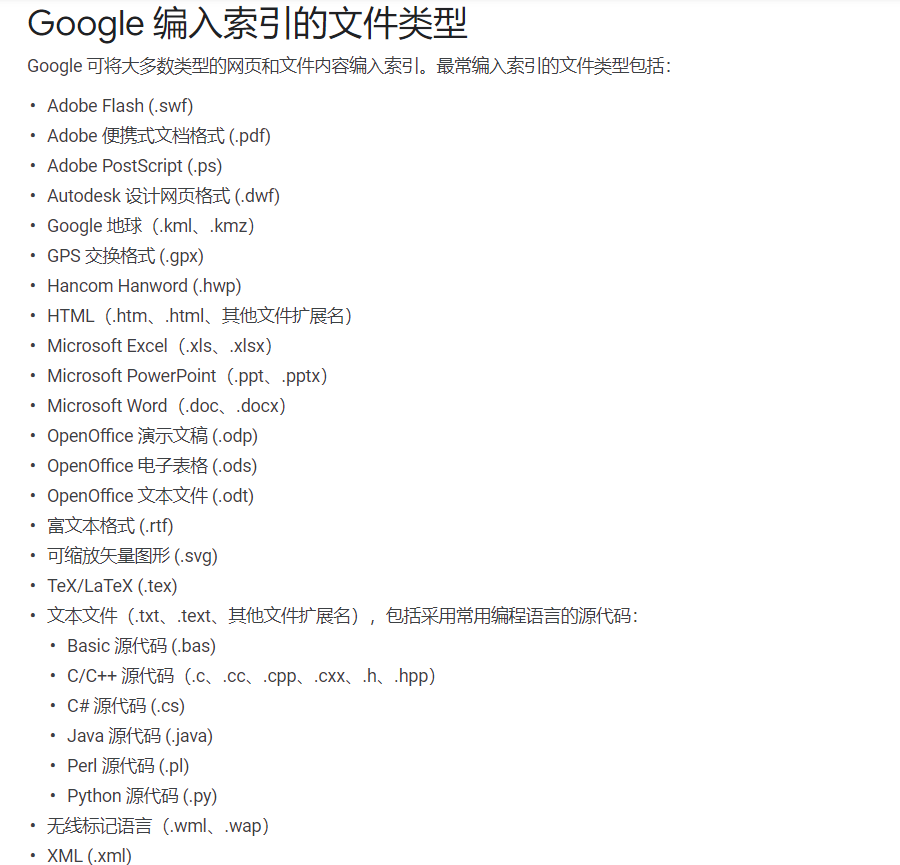 Google 编入索引的文件类型
Google 可将大多数类型的网页和文件内容编入索引。最常编入索引的文件类型包括：
• Adobe Flash (.swf)
• Adobe 便携式文档格式 (.pdf)
• Adobe PostScript (.ps)
• Autodesk 设计网页格式 (.dwf)
• Google 地球（.kml、.kmz）
• GPS 交换格式 (.gpx)
• Hancom Hanword (.hwp)
• HTML（.htm、.html、其他文件扩展名）
• Microsoft Excel（.xls、.xlsx）
• Microsoft PowerPoint（.ppt、.pptx）
• Microsoft Word（.doc、.docx）
• OpenOffice 演示文稿 (.odp)
• OpenOffice 电子表格 (.ods)
• OpenOffice 文本文件 (.odt)
• 富文本格式 (.rtf)
• 可缩放矢量图形 (.svg)
• TeX/LaTeX (.tex)
• 文本文件（.txt、.text、其他文件扩展名），包括采用常用编程语言的源代码：
• Basic 源代码 (.bas)
• C/C++ 源代码（.c、.cc、.cpp、.cxx、.h、.hpp）
• C# 源代码 (.cs)
• Java 源代码 (.java)
• Perl 源代码 (.pl)
• Python 源代码 (.py)
• 无线标记语言（.wml、.wap）
• XML (.xml)